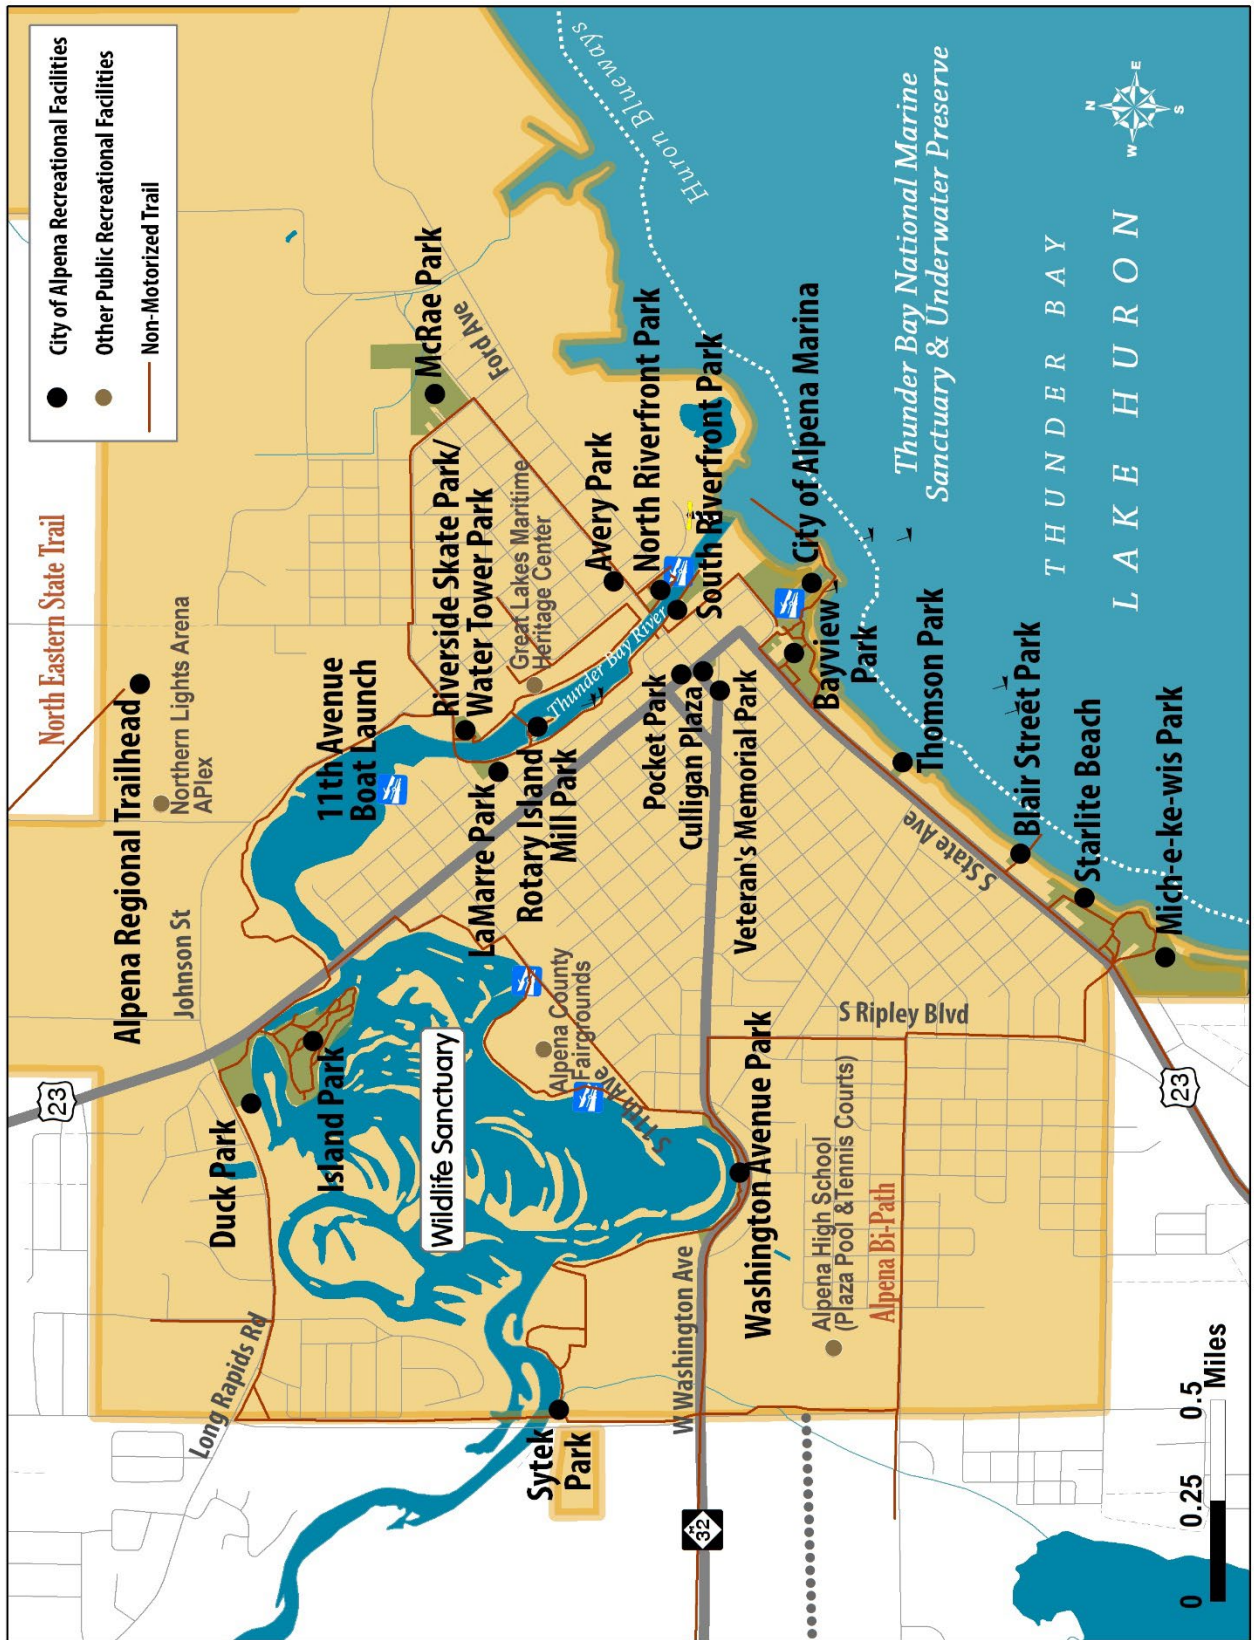 City of Alpena Recreational Facilities
Other Public Recreational Facilities
Non-Motorized Trail
North Eastern State Trail
Alpena Regional Trailhead
Northern Lights Arena
APlex
Johnson St
23
Duck Park
Island Park
Long Rapids Rd
Wildlife Sanctuary
11th Avenue
Boat Launch
McRae Park
Ford Ave
Riverside Skate Park/
Water Tower Park
Great Lakes Maritime
Heritage Center
LaMarre Park
Rotary Island
Mill Park
Thunder Bay River
Avery Park
North Riverfront Park
South Riverfront Park
Alpena County
Fairgrounds
S 11th Ave
Sytek
Park
Pocket Park
Culligan Plaza
Veteran's Memorial Park
City of Alpena Marina
Bayview
Park
Thomson Park
S State Ave
Blair Street Park
Starlite Beach
Mich-e-ke-wis Park
S Ripley Blvd
Washington Avenue Park
W Washington Ave
M
32
Alpena High School
(Plaza Pool & Tennis Courts)
Alpena Bi-Path
23
Huron Blueways
Thunder Bay National Marine
Sanctuary & Underwater Preserve
THUNDER BAY
LAKE HURON
N
E
S
W
0 0.25 0.5
Miles